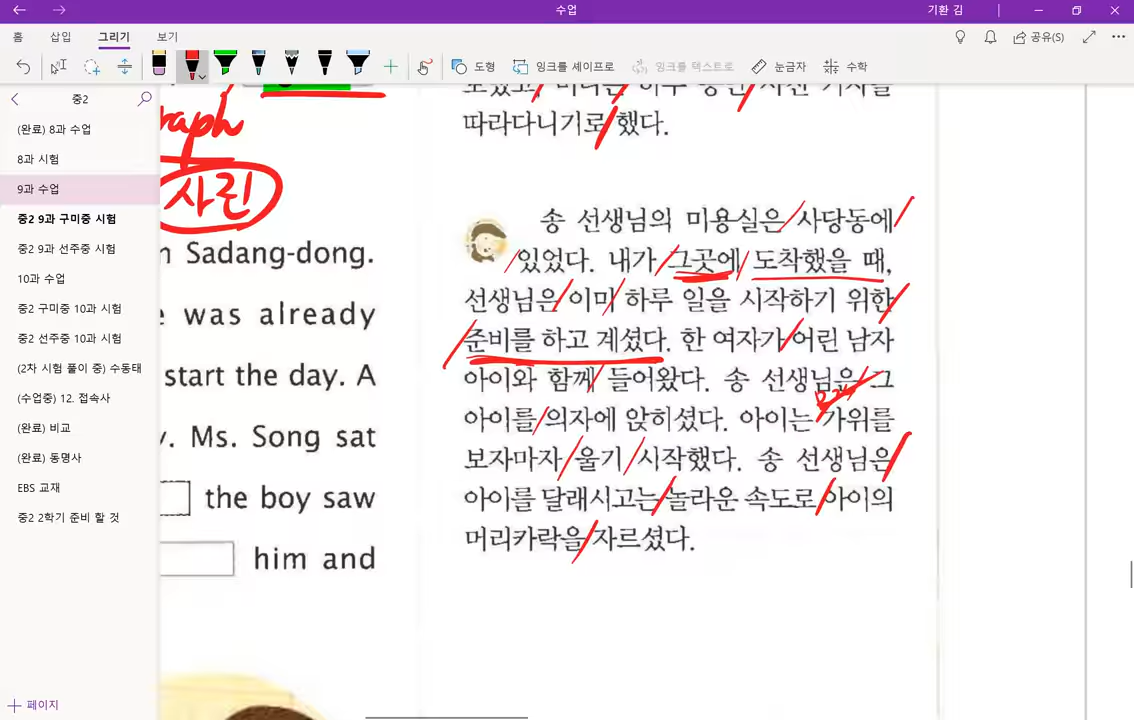 수업
기환 김
홈 삽입 그리기 보기
공유(S)
도형 잉크를 셰이프로 잉크를 텍스트로 눈금자 수학
중2
(완료) 8과 수업
8과 시험
9과 수업
중2 9과 구미중 시험
중2 9과 선주중 시험
10과 수업
중2 구미중 10과 시험
중2 선주중 10과 시험
(2차 시험 풀이 중) 수동태
(수업중) 12. 접속사
(완료) 비교
(완료) 동명사
EBS 교재
중2 2학기 준비 할 것
페이지
raph
사린
Sadang-dong.
was already
start the day. A
. Ms. Song sat
the boy saw
him and
따라다니기로 했다.
송 선생님의 미용실은 사당동에
있었다. 내가 그곳에 도착했을 때,
선생님은 이미 하루 일을 시작하기 위한
준비를 하고 계셨다. 한 여자가 어린 남자
아이와 함께 들어왔다. 송 선생님은 그
아이를 의자에 앉히셨다. 아이는 가위를
보자마자 울기 시작했다. 송 선생님은
아이를 달래시고는 놀라운 속도로 아이의
머리카락을 자르셨다.